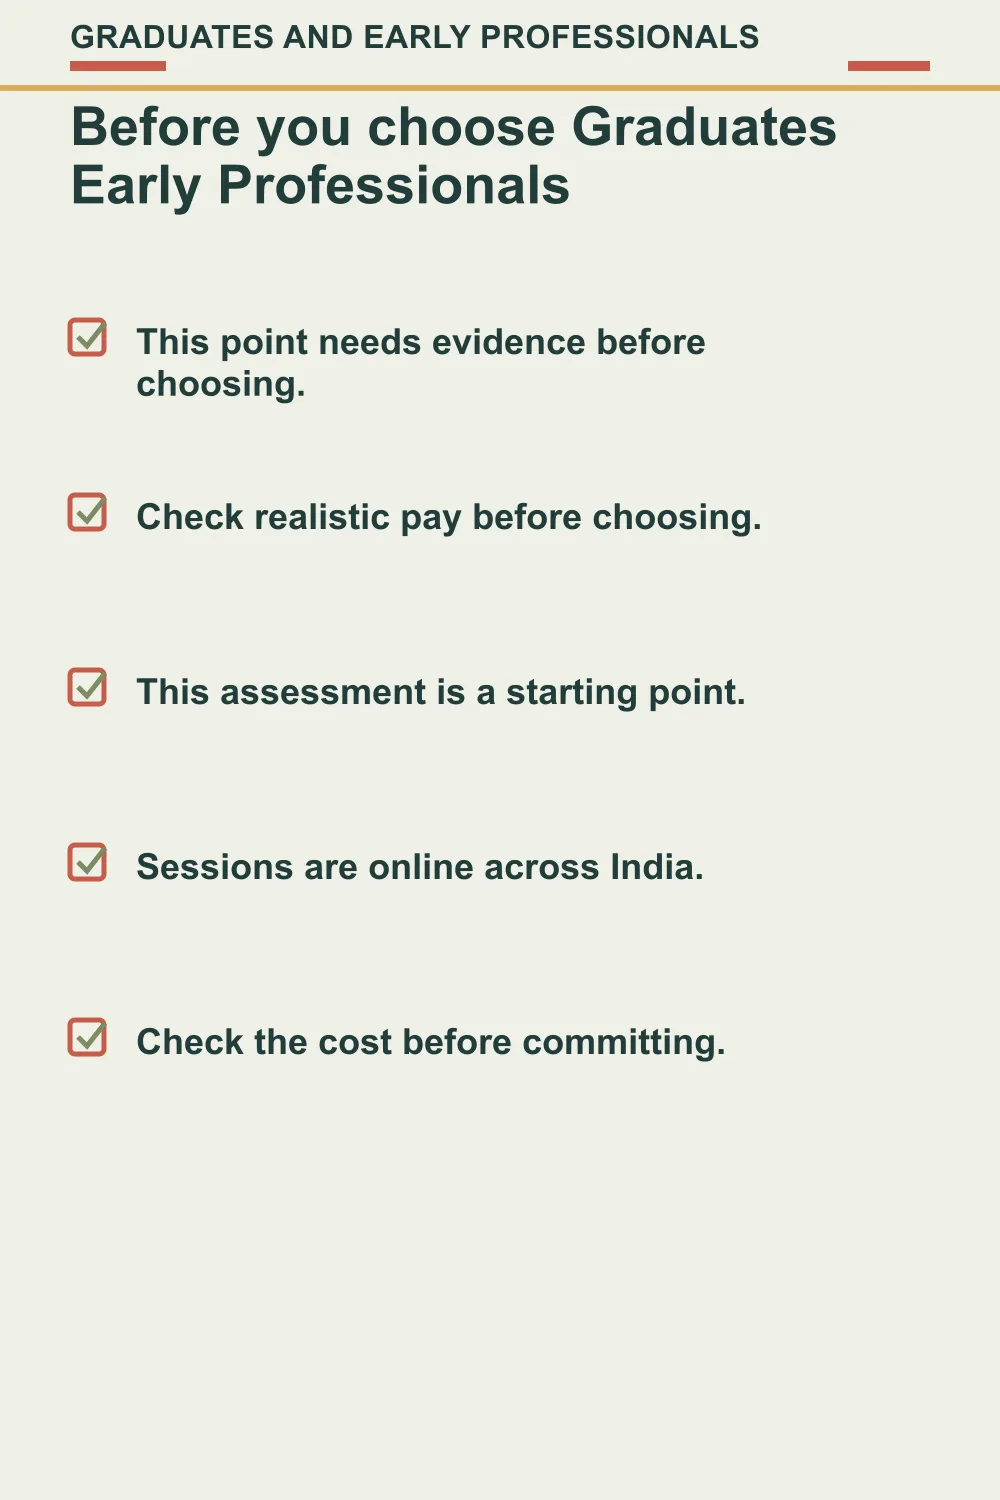 GRADUATES AND EARLY PROFESSIONALS
Before you choose Graduates
Early Professionals
This point needs evidence before
choosing.
Check realistic pay before choosing.
This assessment is a starting point.
Sessions are online across India.
Check the cost before committing.